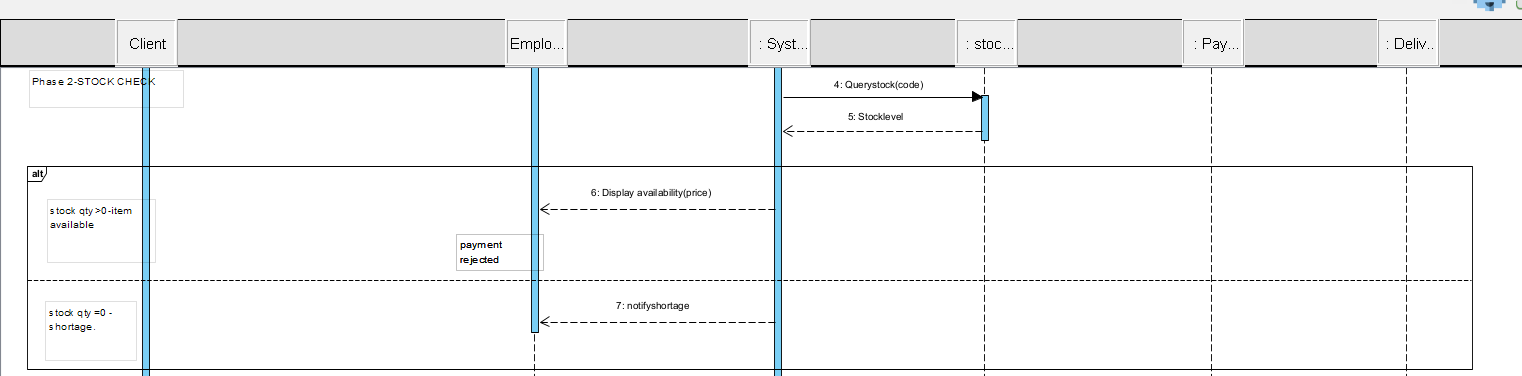 Client
Emplo...
: Syst...
: stoc...
: Pay...
: Deliv..
Phase 2-STOCK CHECK
4: Querystock(code)
5: Stocklevel
alt
6: Display availability(price)
stock qty >0-item
available
payment
rejected
7: notifyshortage
stock qty =0 -
shortage.